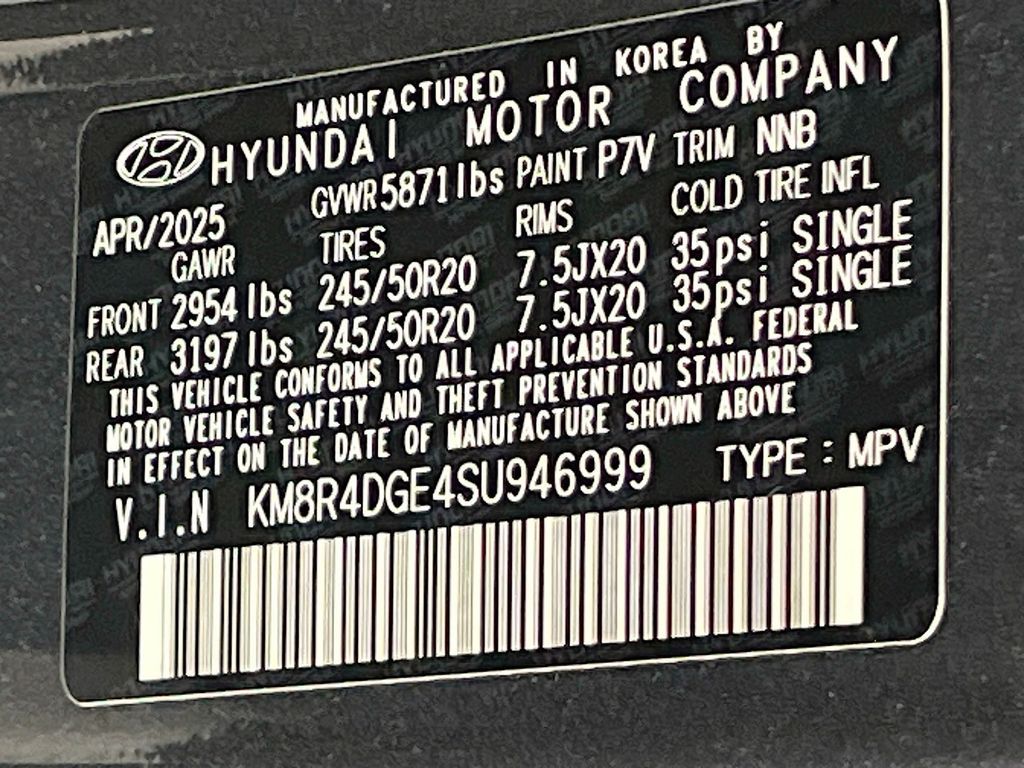 MANUFACTURED IN KOREA BY
HYUNDAI MOTOR COMPANY
APR/2025 GVWR 5871 lbs PAINT P7V TRIM NNB
GAWR TIRES RIMS COLD TIRE INFL
FRONT 2954 lbs 245/50R20 7.5JX20 35psi SINGLE
REAR 3197 lbs 245/50R20 7.5JX20 35psi SINGLE
THIS VEHICLE CONFORMS TO ALL APPLICABLE U.S.A. FEDERAL
MOTOR VEHICLE SAFETY AND THEFT PREVENTION STANDARDS
IN EFFECT ON THE DATE OF MANUFACTURE SHOWN ABOVE
V.I.N KM8R4DGE4SU946999 TYPE : MPV